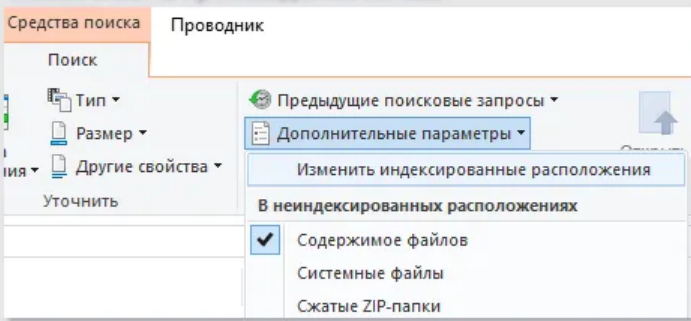 Средства поиска Проводник
Поиск
Тип
Предыдущие поисковые запросы
Размер
Дополнительные параметры
Другие свойства
Изменить индексированные расположения
Уточнить
В неиндексированных расположениях
Содержимое файлов
Системные файлы
Сжатые ZIP-папки